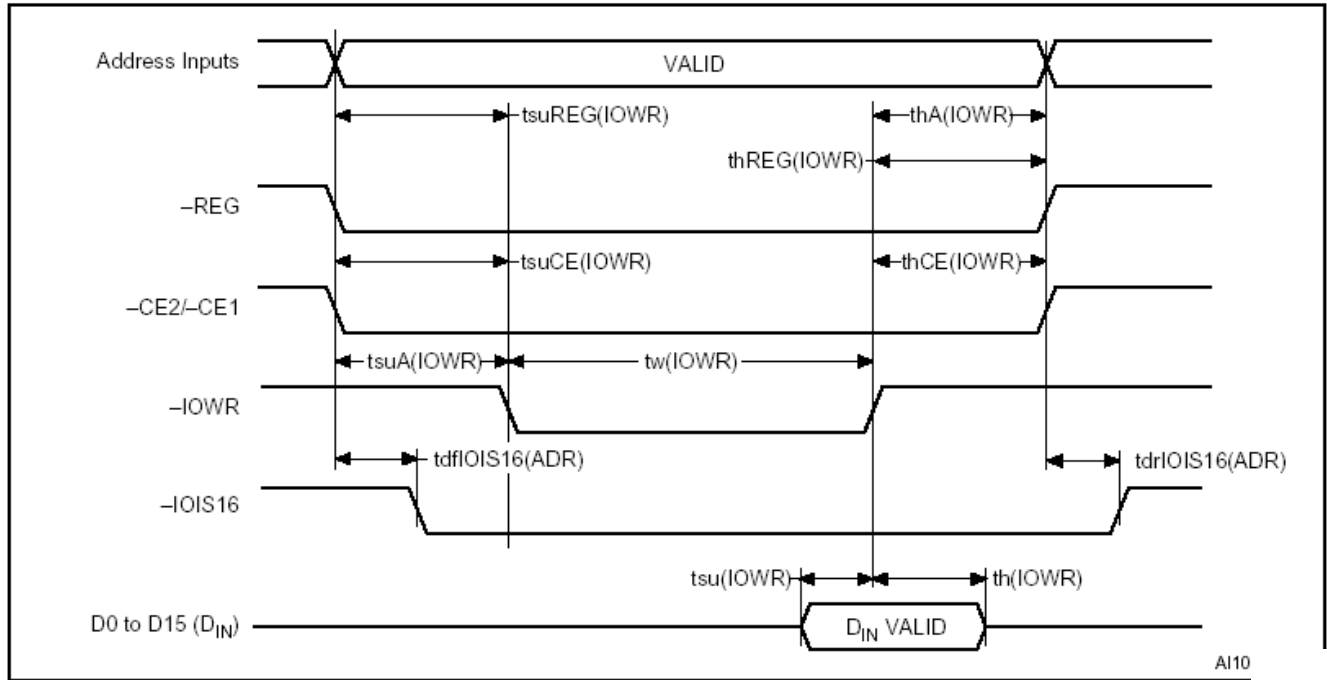 Address Inputs
VALID
tsuREG(IOWR)
thA(IOWR)
thREG(IOWR)
–REG
tsuCE(IOWR)
thCE(IOWR)
–CE2/–CE1
tsuA(IOWR)
tw(IOWR)
–IOWR
tdfIOIS16(ADR)
tdrIOIS16(ADR)
–IOIS16
tsu(IOWR)
th(IOWR)
D0 to D15 (DIN)
DIN VALID
AI10